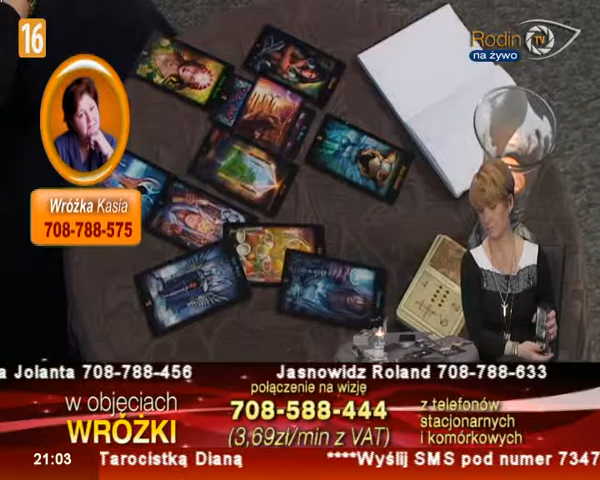 16
Rodin TV
na żywo
Wróżka Kasia
708-788-575
a Jolanta 708-788-456 Jasnowidz Roland 708-788-633
połączenie na wizję
w objęciach
WRÓŻKI
708-588-444
(3,69zł/min z VAT)
z telefonów
stacjonarnych
i komórkowych
21:03 Tarocistką Dianą ****Wyślij SMS pod numer 7347